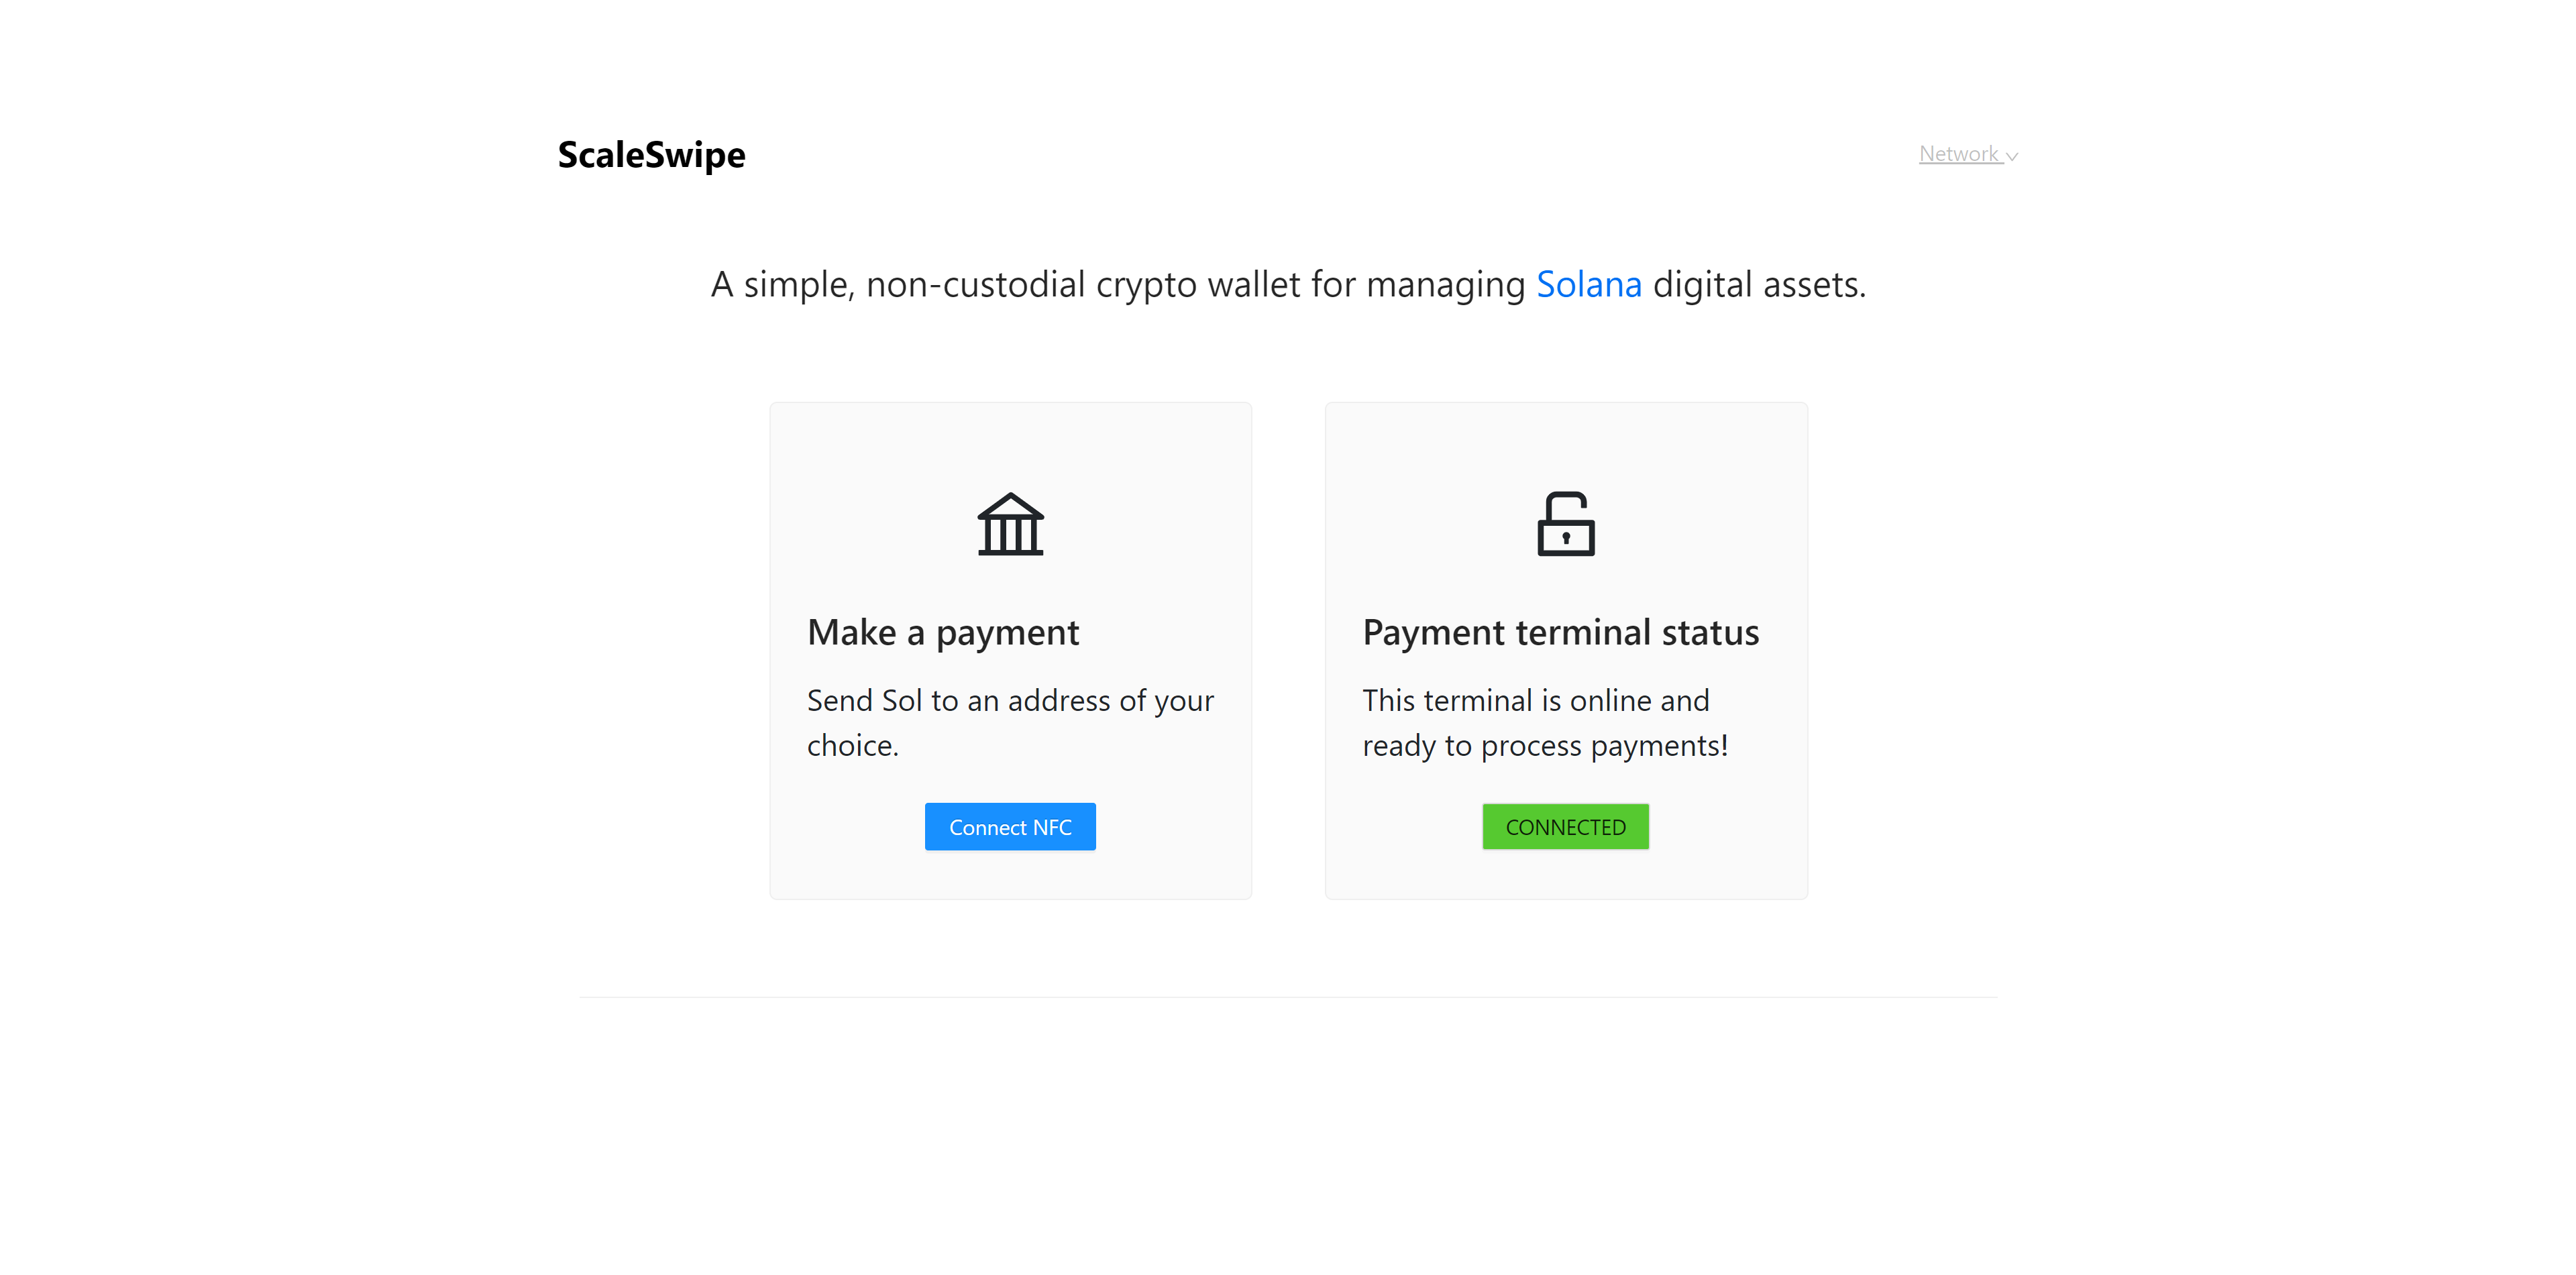 ScaleSwipe
Network
A simple, non-custodial crypto wallet for managing Solana digital assets.
Make a payment
Send Sol to an address of your
choice.
Connect NFC
Payment terminal status
This terminal is online and
ready to process payments!
CONNECTED